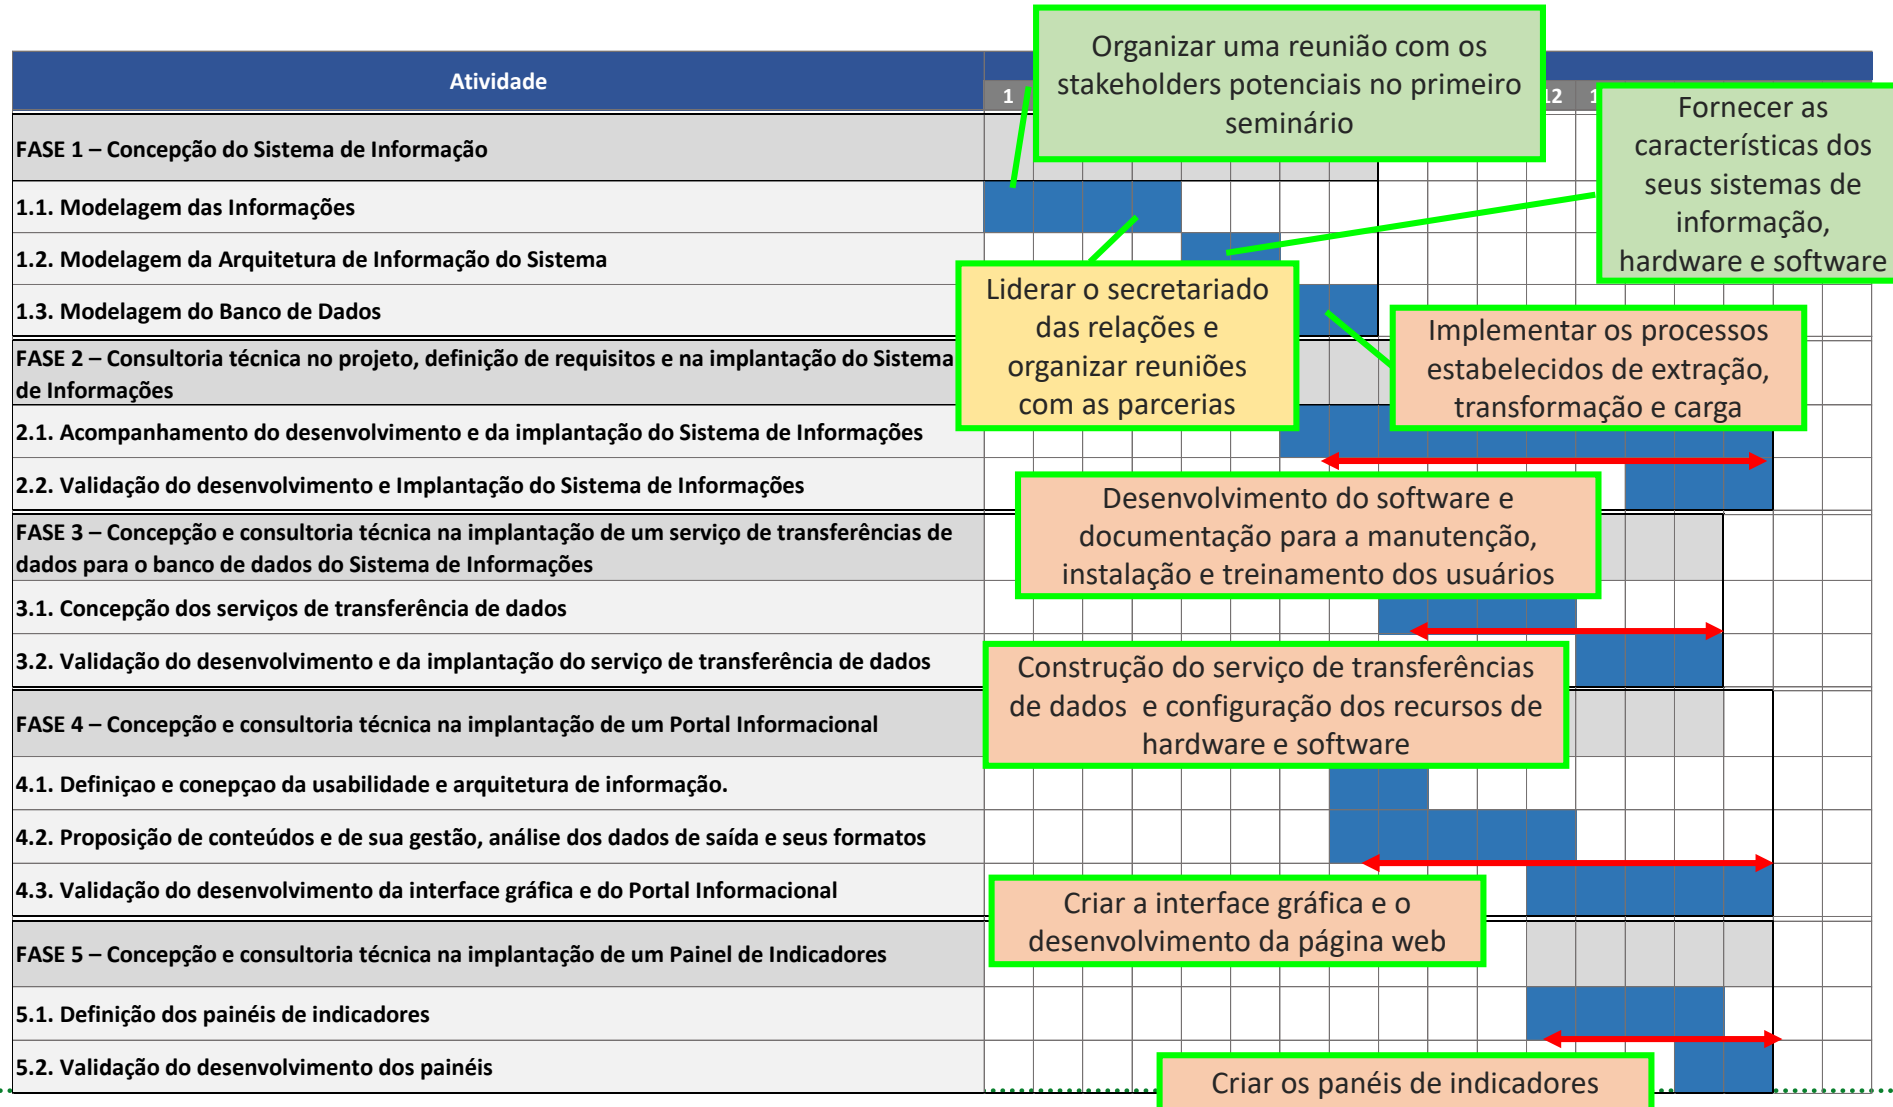 Atividade
1
12
1
FASE 1 – Concepção do Sistema de Informação
1.1. Modelagem das Informações
1.2. Modelagem da Arquitetura de Informação do Sistema
1.3. Modelagem do Banco de Dados
FASE 2 – Consultoria técnica no projeto, definição de requisitos e na implantação do Sistema
de Informações
2.1. Acompanhamento do desenvolvimento e da implantação do Sistema de Informações
2.2. Validação do desenvolvimento e Implantação do Sistema de Informações
FASE 3 – Concepção e consultoria técnica na implantação de um serviço de transferências de
dados para o banco de dados do Sistema de Informações
3.1. Concepção dos serviços de transferência de dados
3.2. Validação do desenvolvimento e da implantação do serviço de transferência de dados
FASE 4 – Concepção e consultoria técnica na implantação de um Portal Informacional
4.1. Definiçao e conepçao da usabilidade e arquitetura de informação.
4.2. Proposição de conteúdos e de sua gestão, análise dos dados de saída e seus formatos
4.3. Validação do desenvolvimento da interface gráfica e do Portal Informacional
FASE 5 – Concepção e consultoria técnica na implantação de um Painel de Indicadores
5.1. Definição dos painéis de indicadores
5.2. Validação do desenvolvimento dos painéis
Organizar uma reunião com os
stakeholders potenciais no primeiro
seminário
Fornecer as
características dos
seus sistemas de
informação,
hardware e software
Liderar o secretariado
das relações e
organizar reuniões
com as parcerias
Implementar os processos
estabelecidos de extração,
transformação e carga
Desenvolvimento do software e
documentação para a manutenção,
instalação e treinamento dos usuários
Construção do serviço de transferências
de dados e configuração dos recursos de
hardware e software
Criar a interface gráfica e o
desenvolvimento da página web
Criar os panéis de indicadores